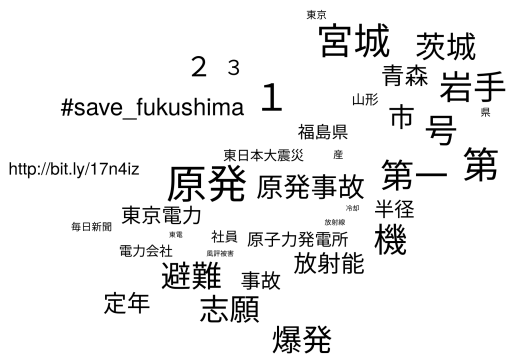 東京
宮城 茨城
2 3 青森 岩手
#save_fukushima 1 山形 市 県
福島県 号
http://bit.ly/17n4iz 東日本大震災 産 第一 第
原発 原発事故
東京電力 冷却 半径
毎日新聞 東電 社員 原子力発電所 放射線 機
電力会社 風評被害 放射能
避難 事故
定年 志願
爆発